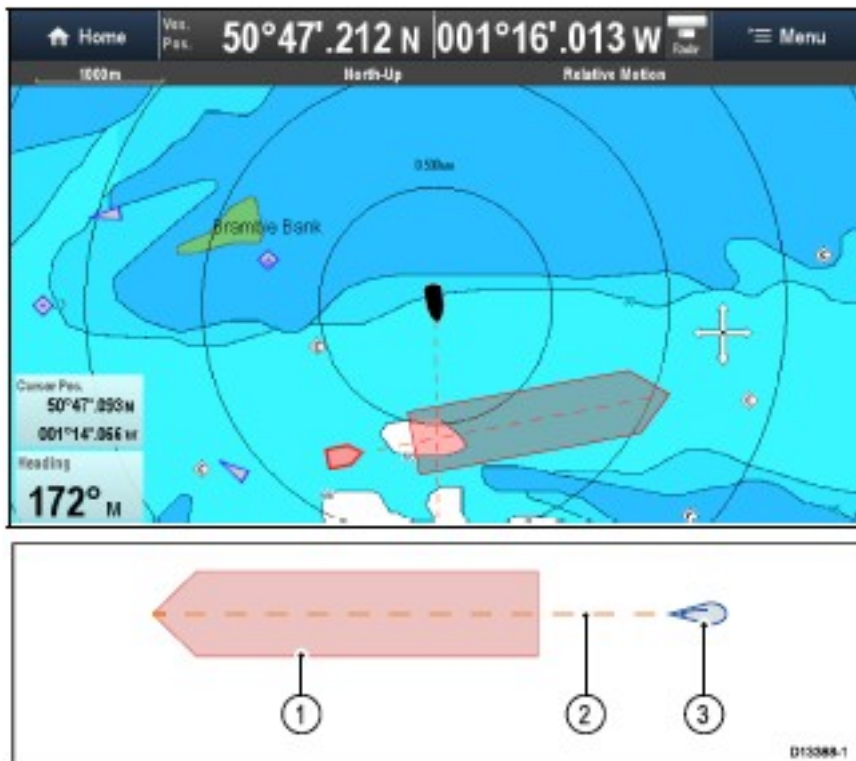 Home
Ves.
Pos.
50°47'.212 N
001°16'.013 W
Radar
Menu
1000m
North-Up
Relative Motion
0.500nm
Bramble Bank
Cursor Pos.
50°47'.093 N
001°14'.066 W
Heading
172° M
1
2
3
D13388-1